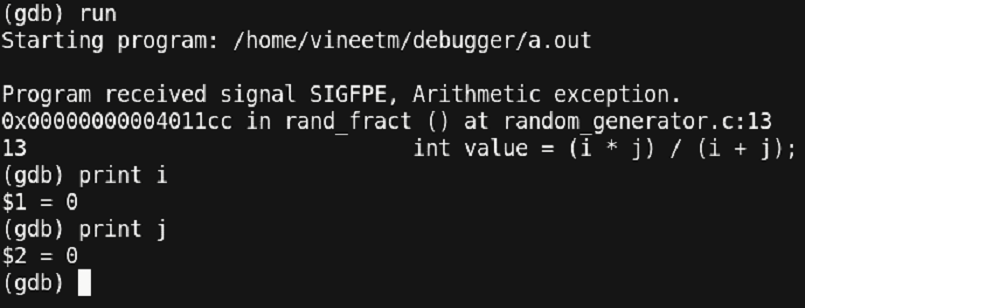 (gdb) run
Starting program: /home/vineetm/debugger/a.out
Program received signal SIGFPE, Arithmetic exception.
0x00000000004011cc in rand_fract () at random_generator.c:13
13                              int value = (i * j) / (i + j);
(gdb) print i
$1 = 0
(gdb) print j
$2 = 0
(gdb)